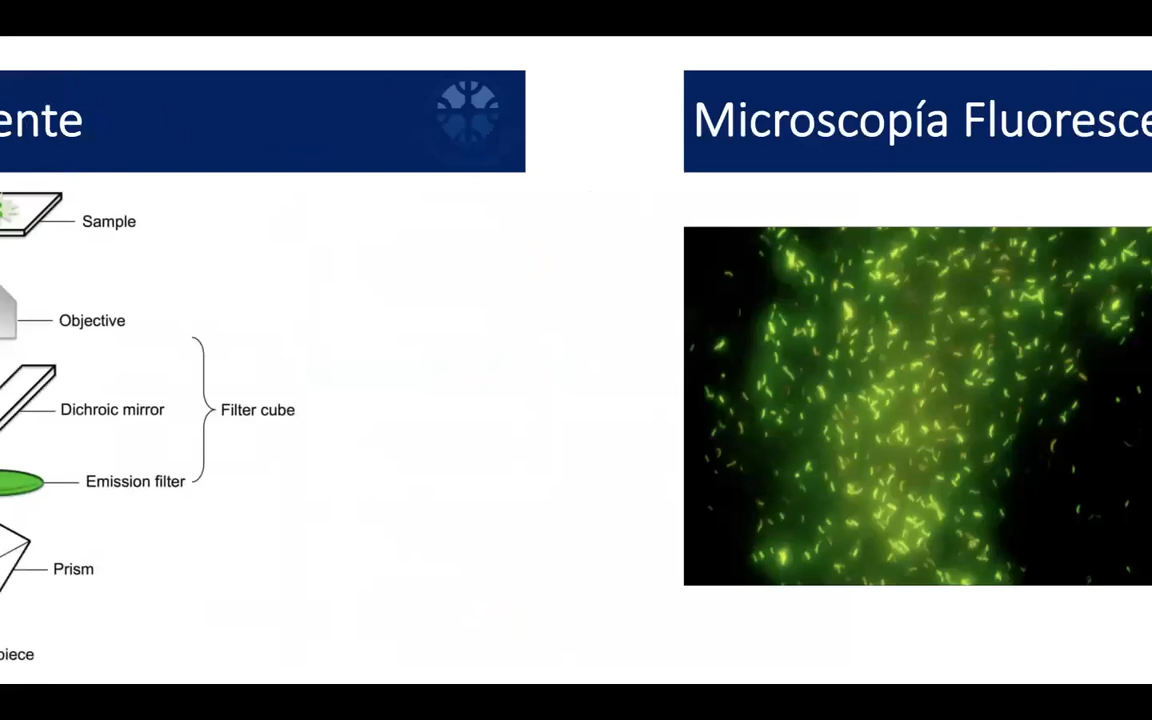 ente
Microscopía Fluoresce
Sample
Objective
Dichroic mirror
Filter cube
Emission filter
Prism
piece